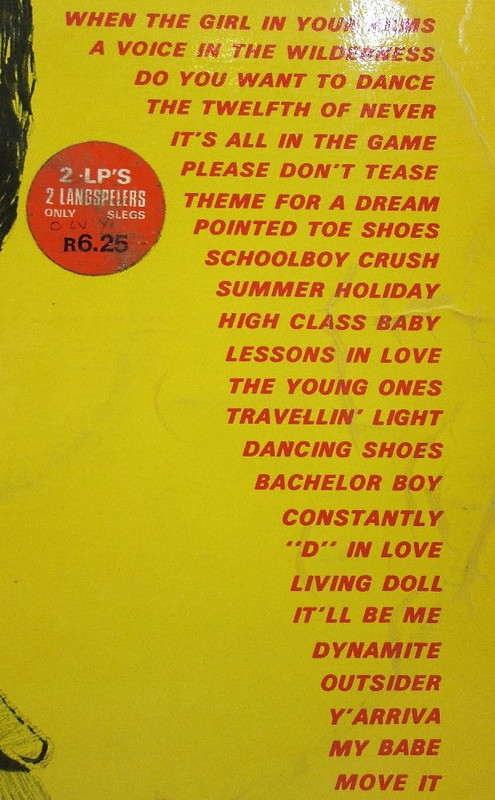 WHEN THE GIRL IN YOUR ARMS
A VOICE IN THE WILDERNESS
DO YOU WANT TO DANCE
THE TWELFTH OF NEVER
IT'S ALL IN THE GAME
PLEASE DON'T TEASE
THEME FOR A DREAM
POINTED TOE SHOES
SCHOOLBOY CRUSH
SUMMER HOLIDAY
HIGH CLASS BABY
LESSONS IN LOVE
THE YOUNG ONES
TRAVELLIN' LIGHT
DANCING SHOES
BACHELOR BOY
CONSTANTLY
"D" IN LOVE
LIVING DOLL
IT'LL BE ME
DYNAMITE
OUTSIDER
Y'ARRIVA
MY BABE
MOVE IT
2 LP'S
2 LANGSPELERS
ONLY SLEGS
R6.25